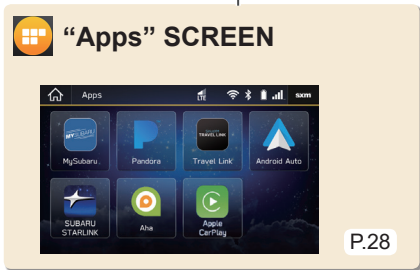 “Apps” SCREEN
Apps
LTE
sxm
MYSUBARU
TRAVEL LINK
MySubaru
Pandora
Travel Link
Android Auto
SUBARU
STARLINK
Aha
Apple
CarPlay
P.28